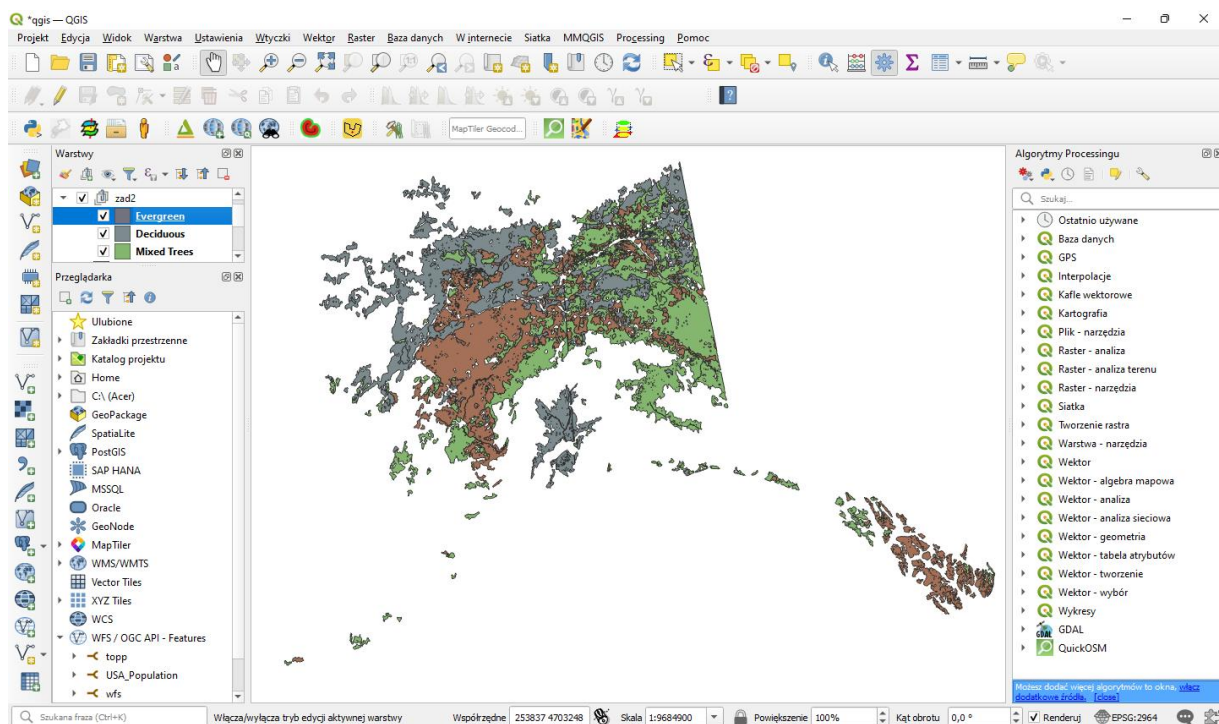 *qgis — QGIS
Projekt Edycja Widok Warstwa Ustawienia Wtyczki Wektor Raster Baza danych W internecie Siatka MMQGIS Processing Pomoc
MapTiler Geocod...
Warstwy
zad2
Evergreen
Deciduous
Mixed Trees
Przeglądarka
Ulubione
Zakładki przestrzenne
Katalog projektu
Home
C:\ (Acer)
GeoPackage
SpatiaLite
PostGIS
SAP HANA
MSSQL
Oracle
GeoNode
MapTiler
WMS/WMTS
Vector Tiles
XYZ Tiles
WCS
WFS / OGC API - Features
topp
USA_Population
wfs
Algorytmy Processingu
Szukaj...
Ostatnio używane
Baza danych
GPS
Interpolacje
Kafle wektorowe
Kartografia
Plik - narzędzia
Raster - analiza
Raster - analiza terenu
Raster - narzędzia
Siatka
Tworzenie rastra
Warstwa - narzędzia
Wektor
Wektor - algebra mapowa
Wektor - analiza
Wektor - analiza sieciowa
Wektor - geometria
Wektor - tabela atrybutów
Wektor - tworzenie
Wektor - wybór
Wykresy
GDAL
QuickOSM
Możesz dodać więcej algorytmów to okna, włącz
dodatkowe źródła. [close]
Szukana fraza (Ctrl+K) Włącza/wyłącza tryb edycji aktywnej warstwy Współrzędne 253837 4703248 Skala 1:9684900 Powiększenie 100% Kąt obrotu 0,0 ° Renderuj EPSG:2964